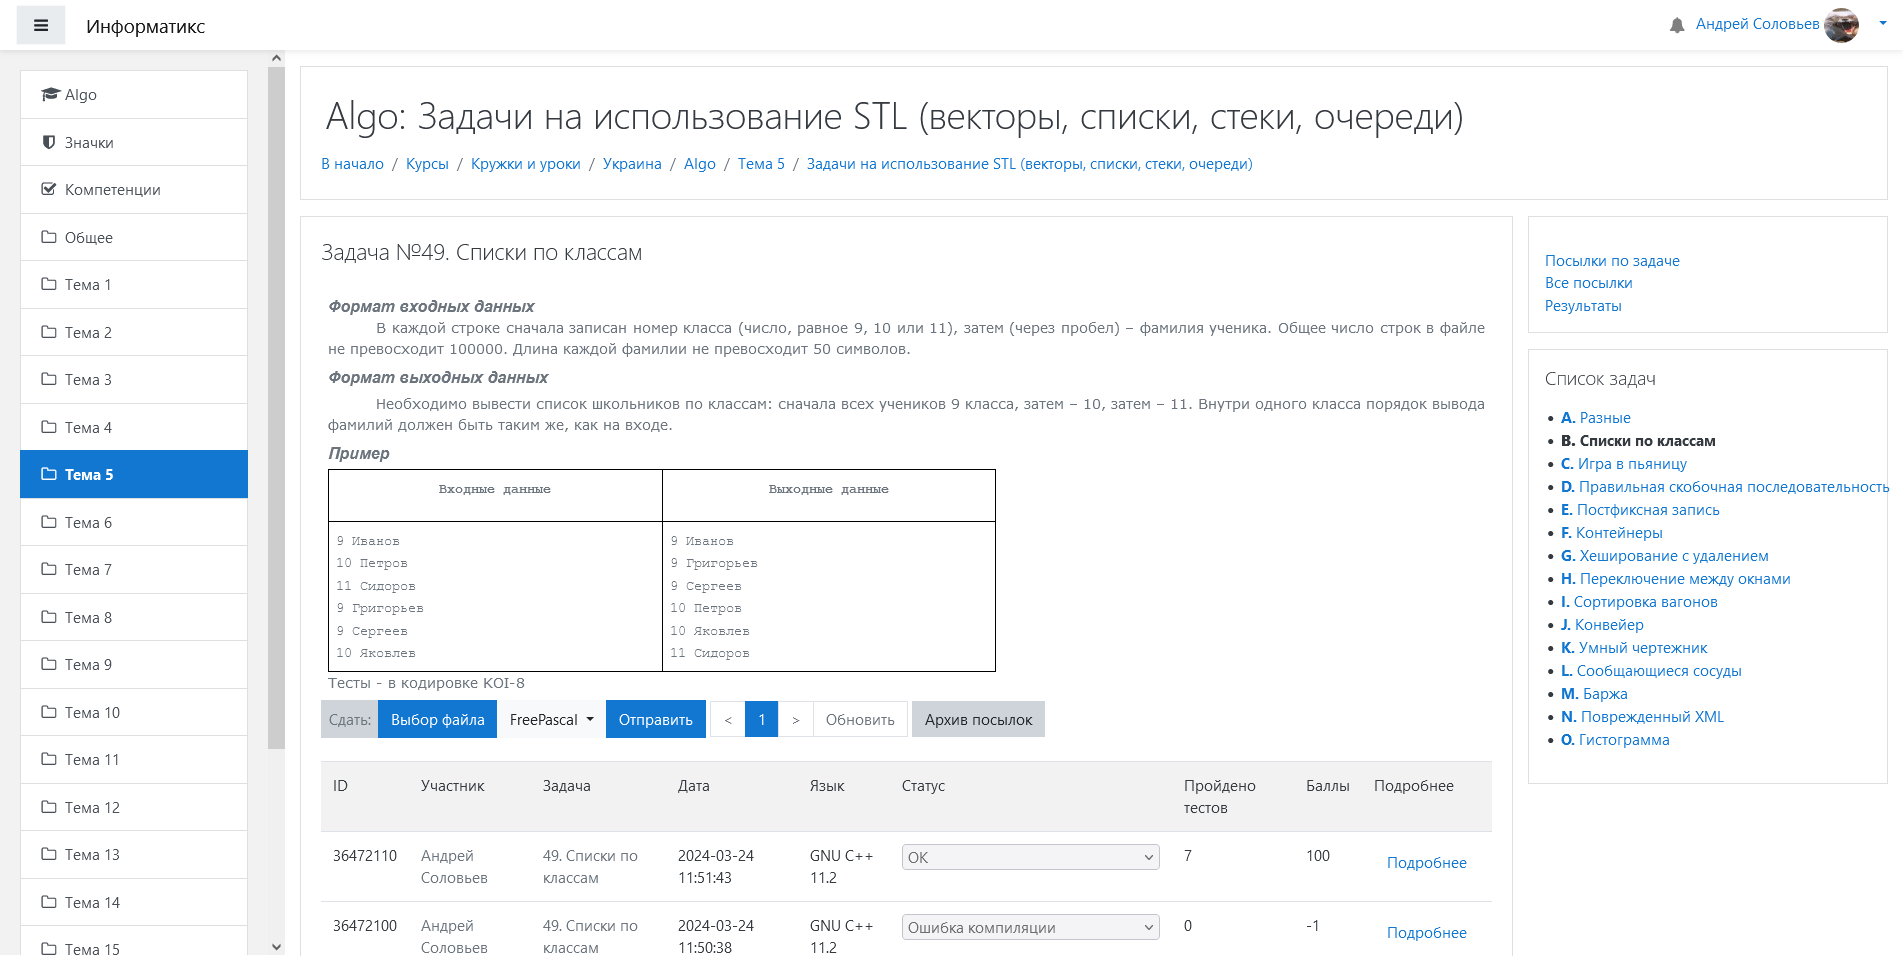 Информатикс
Андрей Соловьев
Algo
Значки
Компетенции
Общее
Тема 1
Тема 2
Тема 3
Тема 4
Тема 5
Тема 6
Тема 7
Тема 8
Тема 9
Тема 10
Тема 11
Тема 12
Тема 13
Тема 14
Тема 15
Algo: Задачи на использование STL (векторы, списки, стеки, очереди)
В начало / Курсы / Кружки и уроки / Украина / Algo / Тема 5 / Задачи на использование STL (векторы, списки, стеки, очереди)
Задача №49. Списки по классам
Формат входных данных
В каждой строке сначала записан номер класса (число, равное 9, 10 или 11), затем (через пробел) – фамилия ученика. Общее число строк в файле
не превосходит 100000. Длина каждой фамилии не превосходит 50 символов.
Формат выходных данных
Необходимо вывести список школьников по классам: сначала всех учеников 9 класса, затем – 10, затем – 11. Внутри одного класса порядок вывода
фамилий должен быть таким же, как на входе.
Пример
Входные данные Выходные данные
9 Иванов 9 Иванов
10 Петров 9 Григорьев
11 Сидоров 9 Сергеев
9 Григорьев 10 Петров
9 Сергеев 10 Яковлев
10 Яковлев 11 Сидоров
Тесты - в кодировке KOI-8
Сдать: Выбор файла FreePascal Отправить < 1 > Обновить Архив посылок
ID Участник Задача Дата Язык Статус Пройдено тестов Баллы Подробнее
36472110 Андрей Соловьев 49. Списки по классам 2024-03-24 11:51:43 GNU C++ 11.2 OK 7 100 Подробнее
36472100 Андрей Соловьев 49. Списки по классам 2024-03-24 11:50:38 GNU C++ 11.2 Ошибка компиляции 0 -1 Подробнее
Посылки по задаче
Все посылки
Результаты
Список задач
A. Разные
B. Списки по классам
C. Игра в пьяницу
D. Правильная скобочная последовательность
E. Постфиксная запись
F. Контейнеры
G. Хеширование с удалением
H. Переключение между окнами
I. Сортировка вагонов
J. Конвейер
K. Умный чертежник
L. Сообщающиеся сосуды
M. Баржа
N. Поврежденный XML
O. Гистограмма